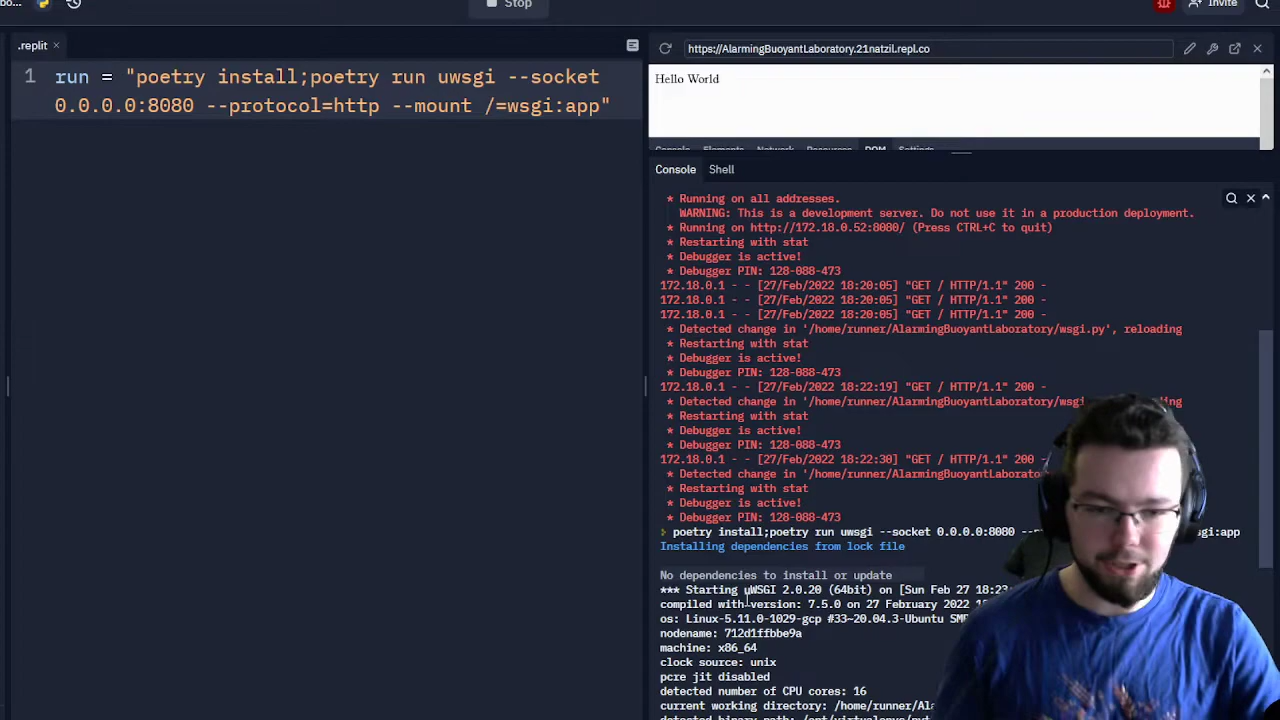 Stop
Invite
.replit
https://AlarmingBuoyantLaboratory.21natzil.repl.co
1 run = "poetry install;poetry run uwsgi --socket
0.0.0.0:8080 --protocol=http --mount /=wsgi:app"
Hello World
Console Elements Network Resources DOM Settings
Console Shell
* Running on all addresses.
WARNING: This is a development server. Do not use it in a production deployment.
* Running on http://172.18.0.52:8080/ (Press CTRL+C to quit)
* Restarting with stat
* Debugger is active!
* Debugger PIN: 128-088-473
172.18.0.1 - - [27/Feb/2022 18:20:05] "GET / HTTP/1.1" 200 -
172.18.0.1 - - [27/Feb/2022 18:20:05] "GET / HTTP/1.1" 200 -
172.18.0.1 - - [27/Feb/2022 18:20:05] "GET / HTTP/1.1" 200 -
* Detected change in '/home/runner/AlarmingBuoyantLaboratory/wsgi.py', reloading
* Restarting with stat
* Debugger is active!
* Debugger PIN: 128-088-473
172.18.0.1 - - [27/Feb/2022 18:22:19] "GET / HTTP/1.1" 200 -
* Detected change in '/home/runner/AlarmingBuoyantLaboratory/wsgi
* Restarting with stat
* Debugger is active!
* Debugger PIN: 128-088-473
172.18.0.1 - - [27/Feb/2022 18:22:30] "GET / HTTP/1.1" 200 -
* Detected change in '/home/runner/AlarmingBuoyantLaborato
* Restarting with stat
* Debugger is active!
* Debugger PIN: 128-088-473
> poetry install;poetry run uwsgi --socket 0.0.0.0:8080 sgi:app
Installing dependencies from lock file
No dependencies to install or update
*** Starting uWSGI 2.0.20 (64bit) on [Sun Feb 27 18:23
compiled with version: 7.5.0 on 27 February 2022
os: Linux-5.11.0-1029-gcp #33~20.04.3-Ubuntu
nodename: 712d1ffbbe9a
machine: x86_64
clock source: unix
pcre jit disabled
detected number of CPU cores: 16
current working directory: /home/runner/